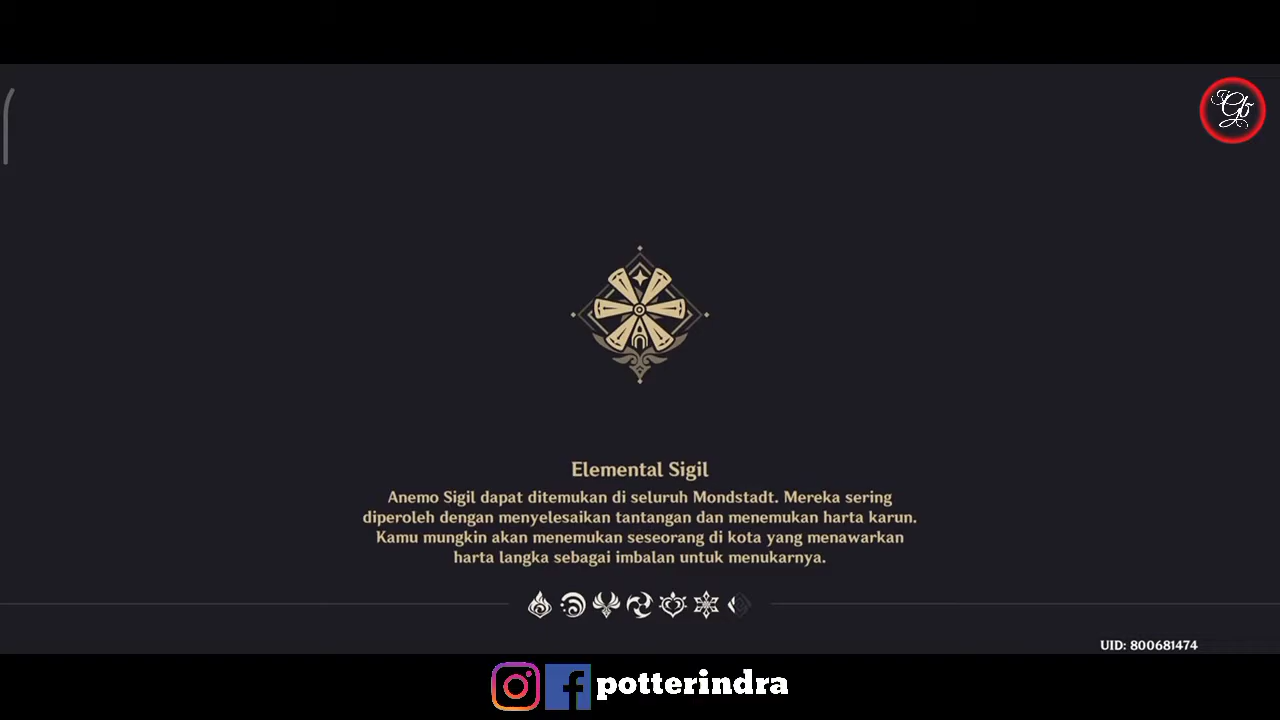 Gb
Elemental Sigil
Anemo Sigil dapat ditemukan di seluruh Mondstadt. Mereka sering
diperoleh dengan menyelesaikan tantangan dan menemukan harta karun.
Kamu mungkin akan menemukan seseorang di kota yang menawarkan
harta langka sebagai imbalan untuk menukarnya.
UID: 800681474
potterindra